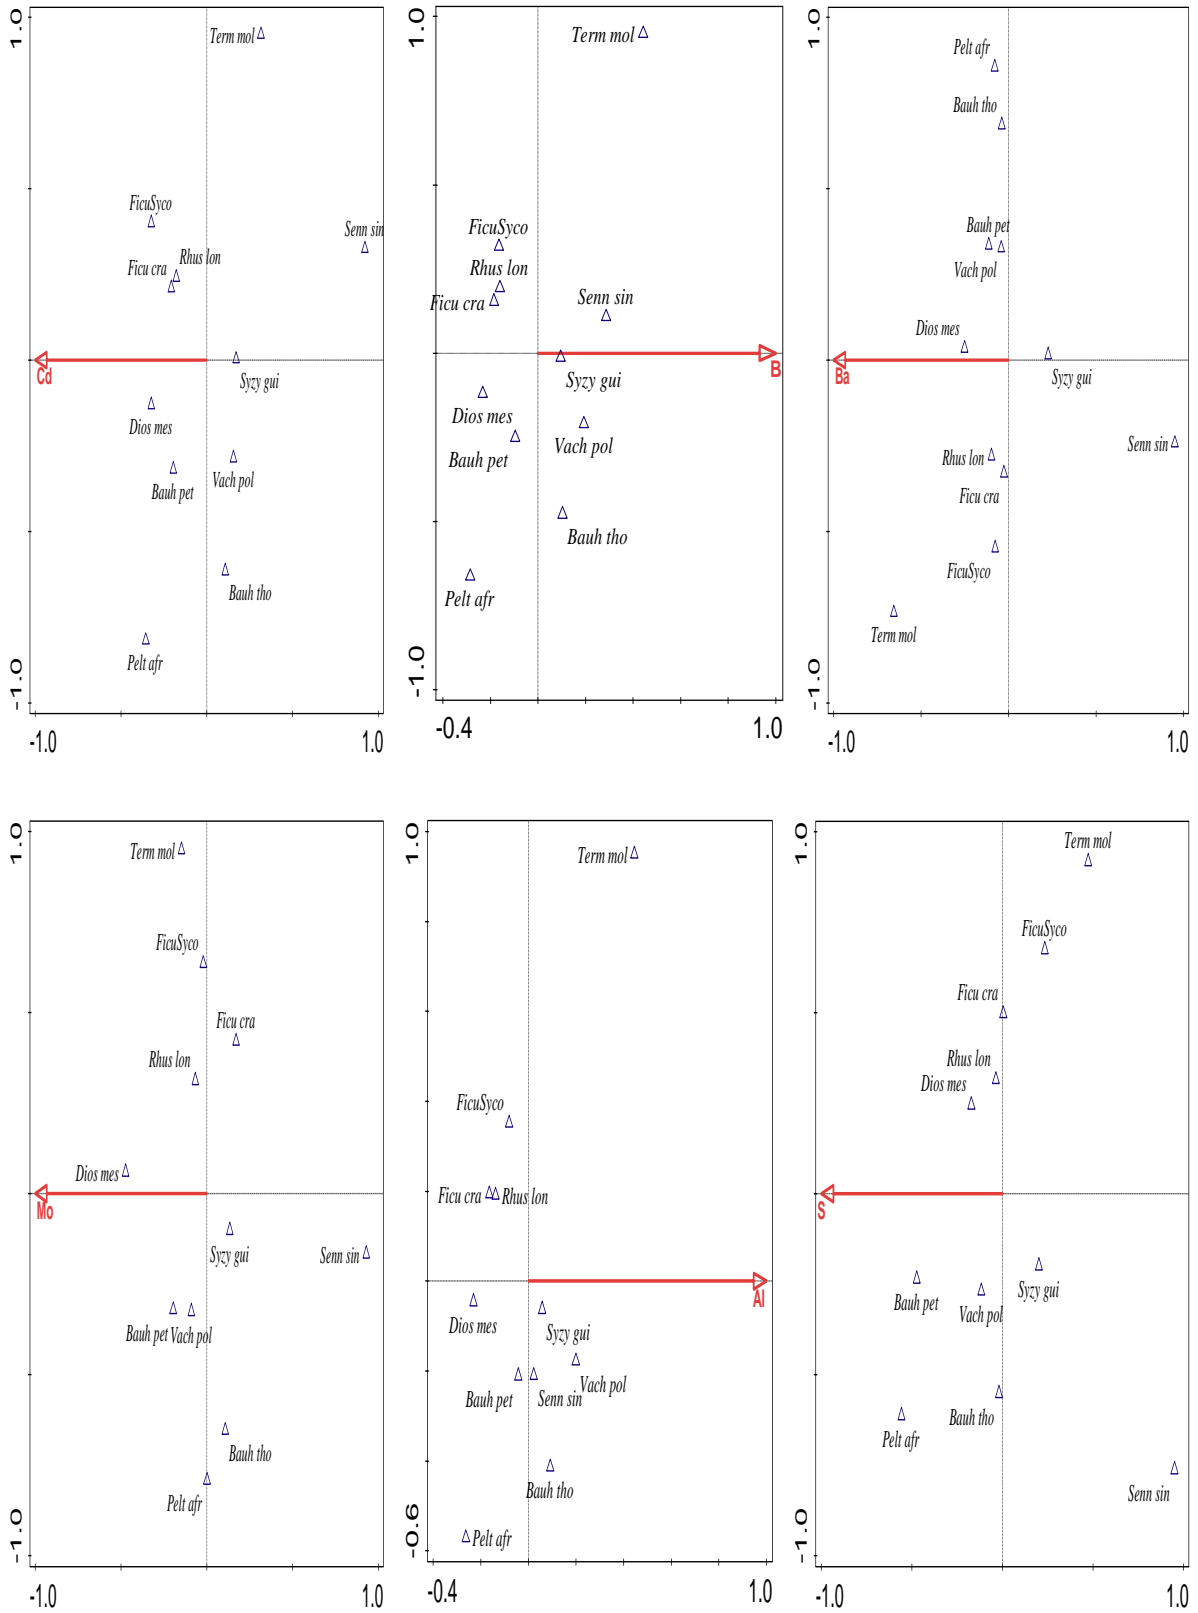 1.0
Term mol
FicuSyco
Senn sin
Rhus lon
Ficu cra
Cd
Syzy gui
Dios mes
Vach pol
Bauh pet
Bauh tho
Pelt afr
-1.0
-1.0
1.0
1.0
Term mol
FicuSyco
Rhus lon
Senn sin
Ficu cra
B
Syzy gui
Dios mes
Vach pol
Bauh pet
Bauh tho
Pelt afr
-1.0
-0.4
1.0
1.0
Pelt afr
Bauh tho
Bauh pet
Vach pol
Dios mes
Ba
Syzy gui
Senn sin
Rhus lon
Ficu cra
FicuSyco
Term mol
-1.0
-1.0
1.0
1.0
Term mol
FicuSyco
Ficu cra
Rhus lon
Dios mes
Mo
Syzy gui
Senn sin
Bauh pet
Vach pol
Bauh tho
Pelt afr
-1.0
-1.0
1.0
1.0
Term mol
FicuSyco
Ficu cra
Rhus lon
Al
Dios mes
Syzy gui
Vach pol
Bauh pet
Senn sin
Bauh tho
Pelt afr
-0.6
-0.4
1.0
1.0
Term mol
FicuSyco
Ficu cra
Rhus lon
Dios mes
S
Syzy gui
Bauh pet
Vach pol
Bauh tho
Pelt afr
Senn sin
-1.0
-1.0
1.0